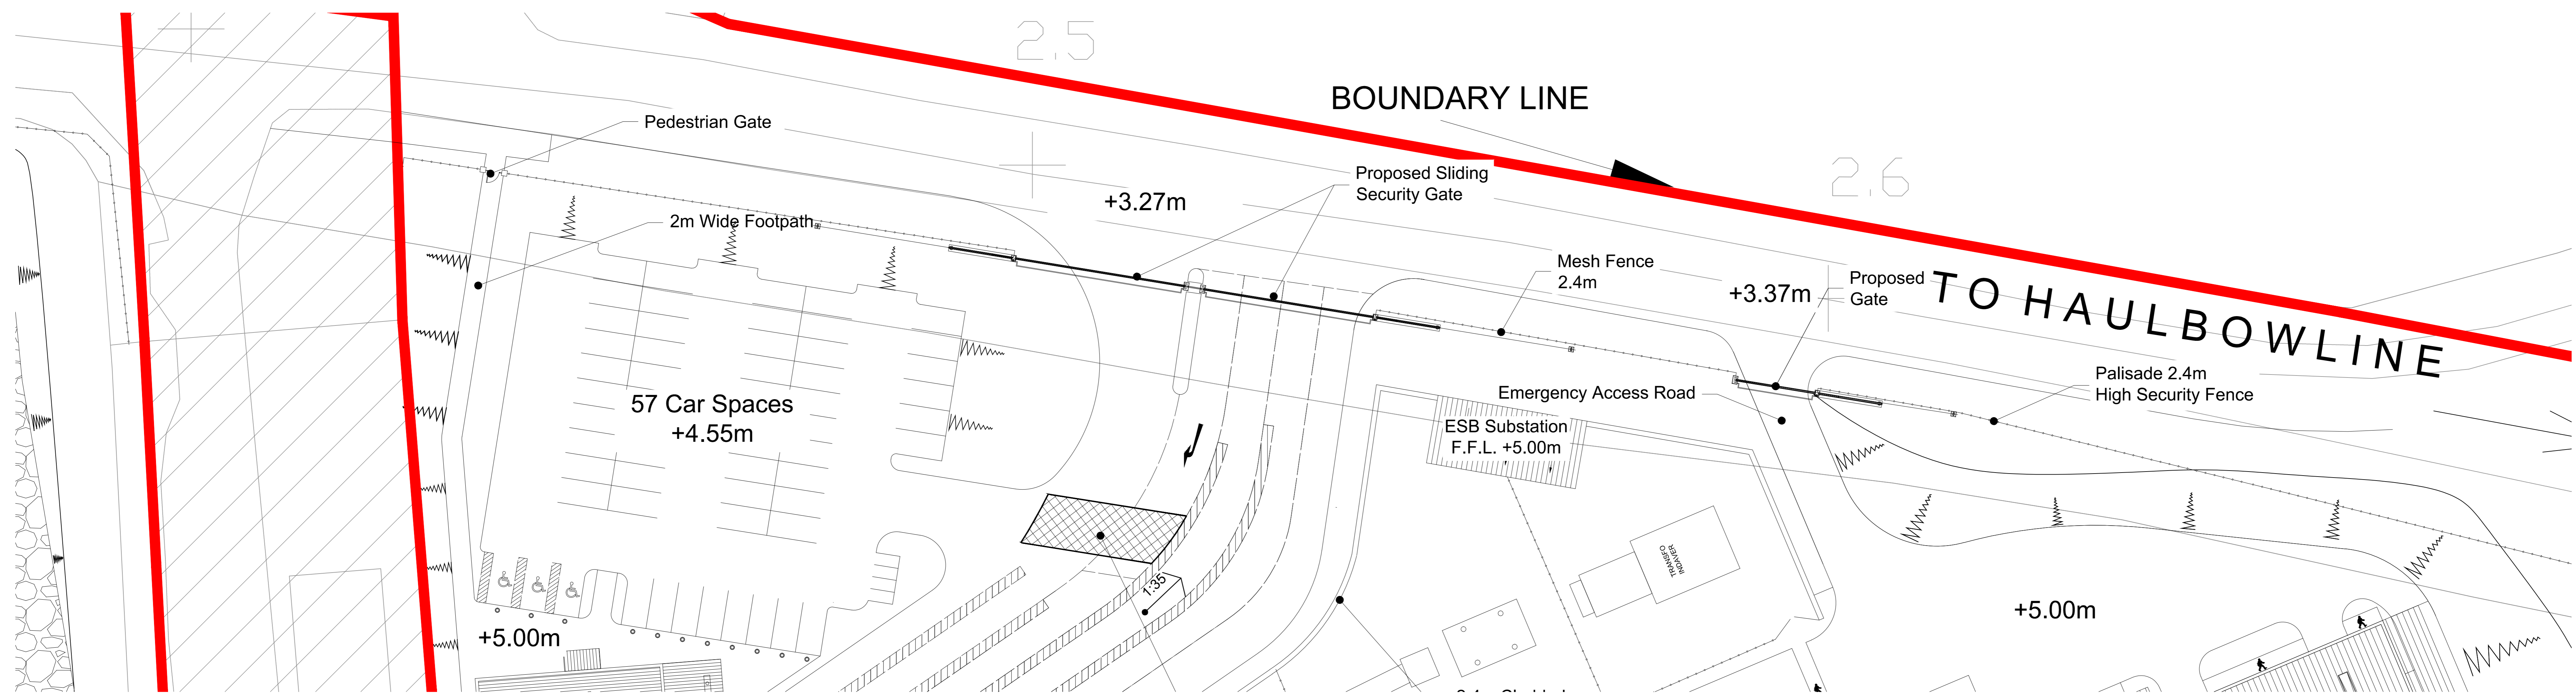 2.5
BOUNDARY LINE
Pedestrian Gate
Proposed Sliding
Security Gate
2.6
+3.27m
2m Wide Footpath
Mesh Fence
2.4m
+3.37m
Proposed
Gate
TO HAULBOWLINE
Palisade 2.4m
High Security Fence
Emergency Access Road
57 Car Spaces
+4.55m
ESB Substation
F.F.L. +5.00m
TRANSFO
INDAVER
1:35
+5.00m
+5.00m